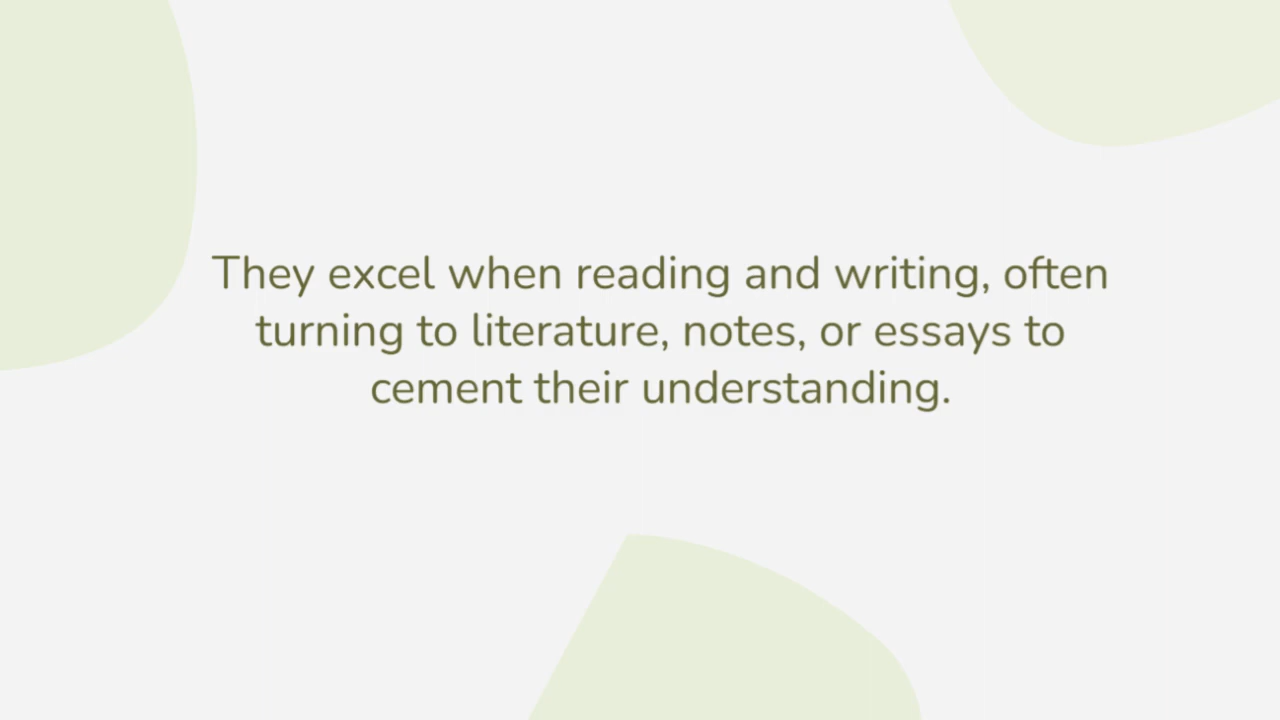 They excel when reading and writing, often
turning to literature, notes, or essays to
cement their understanding.